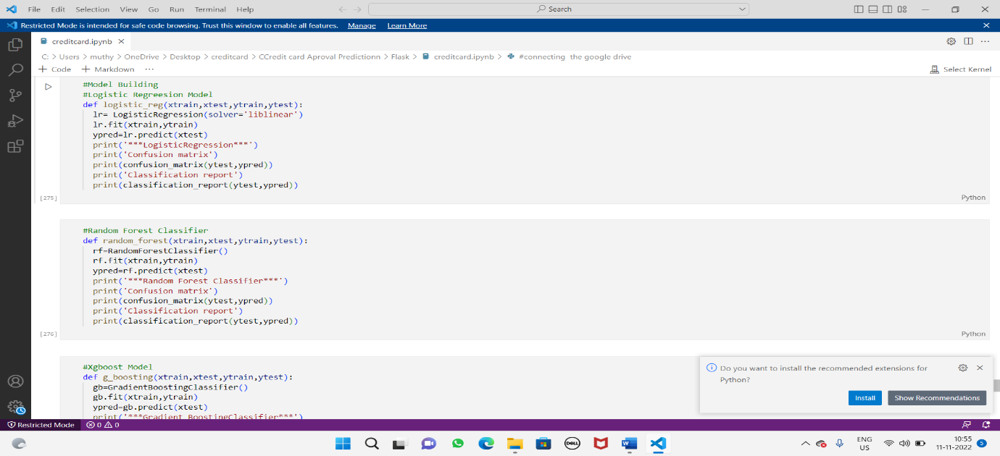 File Edit Selection View Go Run Terminal Help
Search
Restricted Mode is intended for safe code browsing. Trust this window to enable all features. Manage Learn More
creditcard.ipynb
C: > Users > muthy > OneDrive > Desktop > creditcard > CCredit card Aproval Predictionn > Flask > creditcard.ipynb > #connecting the google drive
+ Code + Markdown ... Select Kernel
#Model Building
#Logistic Regreesion Model
def logistic_reg(xtrain,xtest,ytrain,ytest):
lr= LogisticRegression(solver='liblinear')
lr.fit(xtrain,ytrain)
ypred=lr.predict(xtest)
print('***LogisticRegression***')
print('Confusion matrix')
print(confusion_matrix(ytest,ypred))
print('Classification report')
print(classification_report(ytest,ypred))
[275] Python
#Random Forest Classifier
def random_forest(xtrain,xtest,ytrain,ytest):
rf=RandomForestClassifier()
rf.fit(xtrain,ytrain)
ypred=rf.predict(xtest)
print('***Random Forest Classifier***')
print('Confusion matrix')
print(confusion_matrix(ytest,ypred))
print('Classification report')
print(classification_report(ytest,ypred))
[276] Python
#Xgboost Model
def g_boosting(xtrain,xtest,ytrain,ytest):
gb=GradientBoostingClassifier()
gb.fit(xtrain,ytrain)
ypred=gb.predict(xtest)
print('***Gradient BoostingClassifier***')
Do you want to install the recommended extensions for
Python?
Install Show Recommendations
Restricted Mode 0 0
DELL
W
ENG
US
10:55
11-11-2022
5